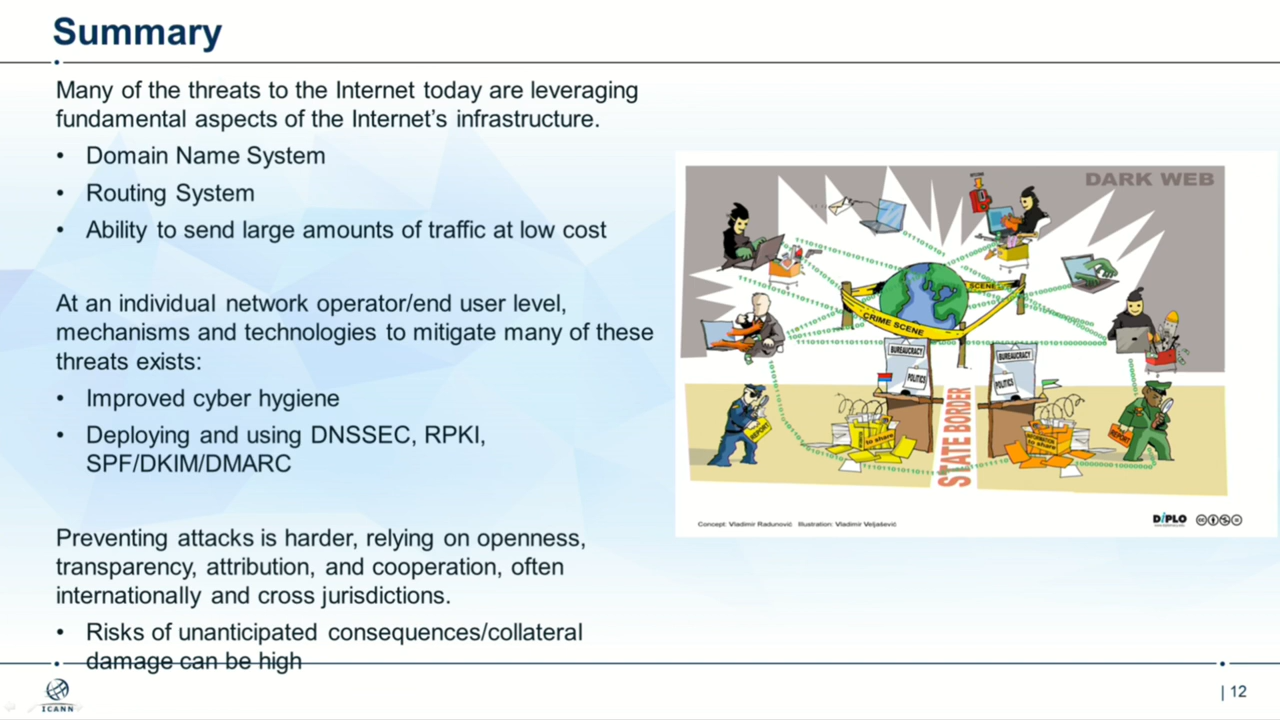 Summary
Many of the threats to the Internet today are leveraging
fundamental aspects of the Internet's infrastructure.
• Domain Name System
• Routing System
• Ability to send large amounts of traffic at low cost
At an individual network operator/end user level,
mechanisms and technologies to mitigate many of these
threats exists:
• Improved cyber hygiene
• Deploying and using DNSSEC, RPKI,
SPF/DKIM/DMARC
Preventing attacks is harder, relying on openness,
transparency, attribution, and cooperation, often
internationally and cross jurisdictions.
• Risks of unanticipated consequences/collateral
damage can be high
DARK WEB
CRIME SCENE
SCENE
BUREAUCRACY
POLITICS
BUREAUCRACY
POLITICS
STATE BORDER
REPORT
to share
INFORMATION
to share
REPORT
Concept: Vladimir Radunović Illustration: Vladimir Veljašević
DiPLO
ICANN
| 12